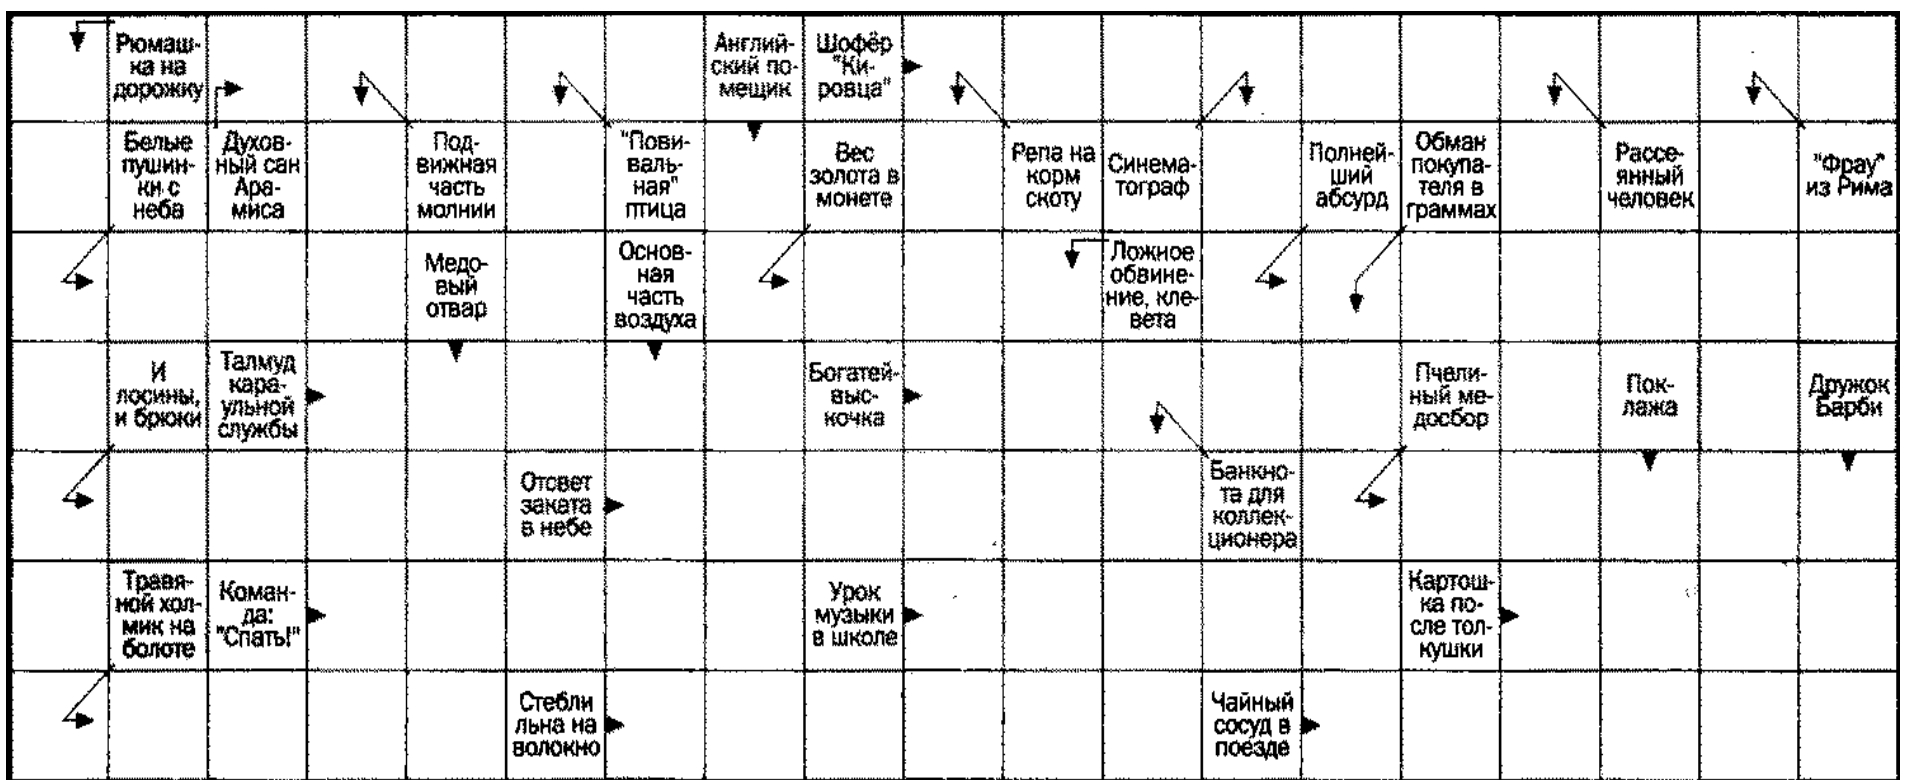 Рюмаш-
ка на
дорожку
Англий-
ский по-
мещик
Шофёр
"Ки-
ровца"
Белые
пушин-
ки с
неба
Духов-
ный сан
Ара-
миса
Под-
вижная
часть
молнии
"Пови-
валь-
ная"
птица
Вес
золота в
монете
Репа на
корм
скоту
Синема-
тограф
Полней-
ший
абсурд
Обман
покупа-
теля в
граммах
Рассе-
янный
человек
"Фрау"
из Рима
Медо-
вый
отвар
Основ-
ная
часть
воздуха
Ложное
обвине-
ние, кле-
вета
И
лосины,
и брюки
Талмуд
кара-
ульной
службы
Богатей-
выс-
кочка
Пчели-
ный ме-
досбор
Пок-
лажа
Дружок
Барби
Отсвет
заката
в небе
Банкно-
та для
коллек-
ционера
Травя-
ной хол-
мик на
болоте
Коман-
да:
"Спать!"
Урок
музыки
в школе
Картош-
ка по-
сле тол-
кушки
Стебли
льна на
волокно
Чайный
сосуд в
поезде